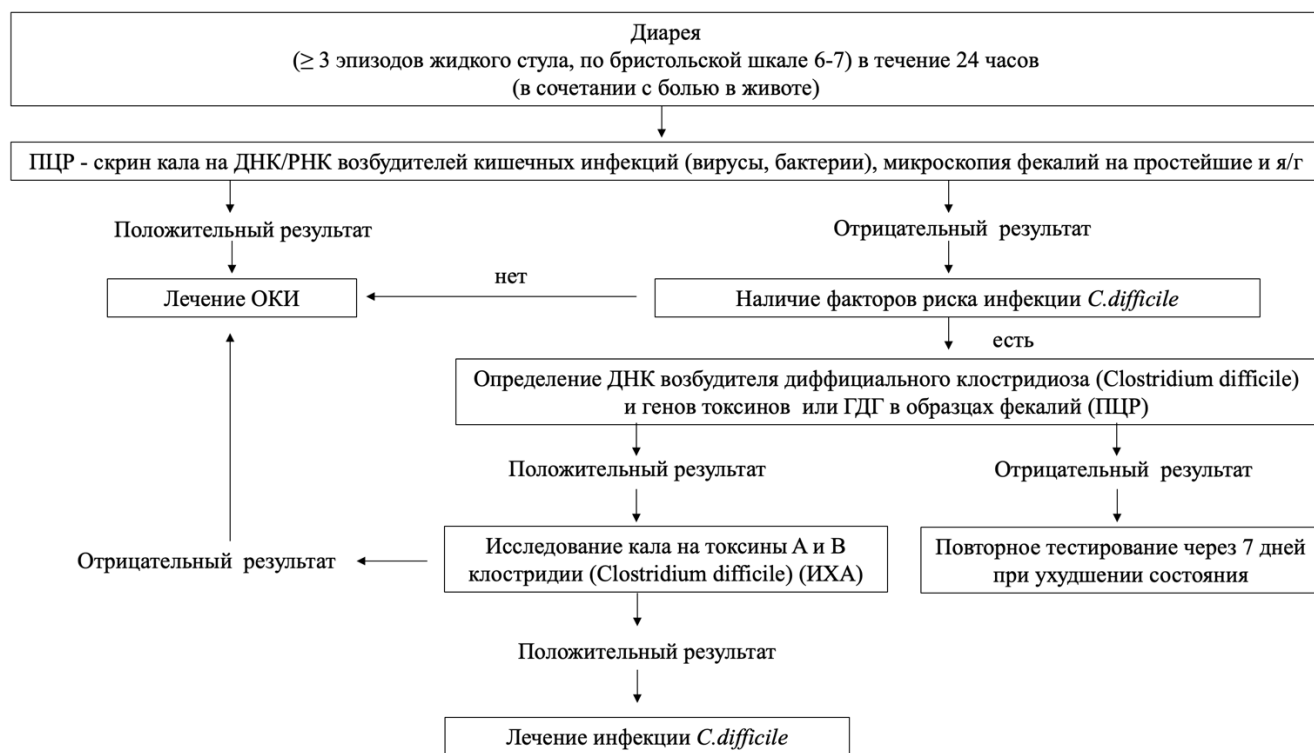 Диарея
(≥ 3 эпизодов жидкого стула, по бристольской шкале 6-7) в течение 24 часов
(в сочетании с болью в животе)
ПЦР - скрин кала на ДНК/РНК возбудителей кишечных инфекций (вирусы, бактерии), микроскопия фекалий на простейшие и я/г
Положительный результат
Отрицательный результат
нет
Лечение ОКИ
Наличие факторов риска инфекции C.difficile
есть
Определение ДНК возбудителя диффициального клостридиоза (Clostridium difficile)
и генов токсинов или ГДГ в образцах фекалий (ПЦР)
Положительный результат
Отрицательный результат
Отрицательный результат
Исследование кала на токсины А и В
клостридии (Clostridium difficile) (ИХА)
Повторное тестирование через 7 дней
при ухудшении состояния
Положительный результат
Лечение инфекции C.difficile